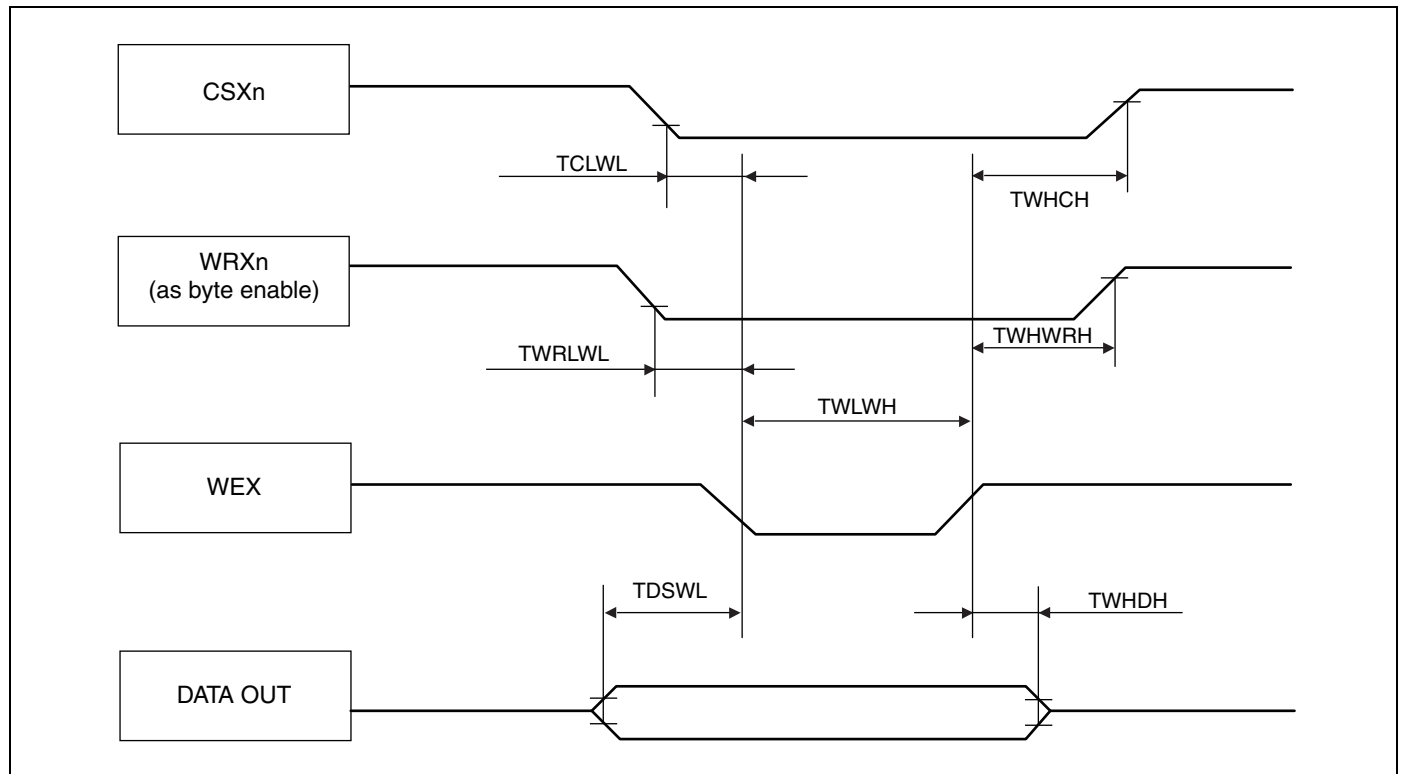 CSXn
TCLWL
TWHCH
WRXn
(as byte enable)
TWRLWL
TWHWRH
TWLWH
WEX
TDSWL
TWHDH
DATA OUT